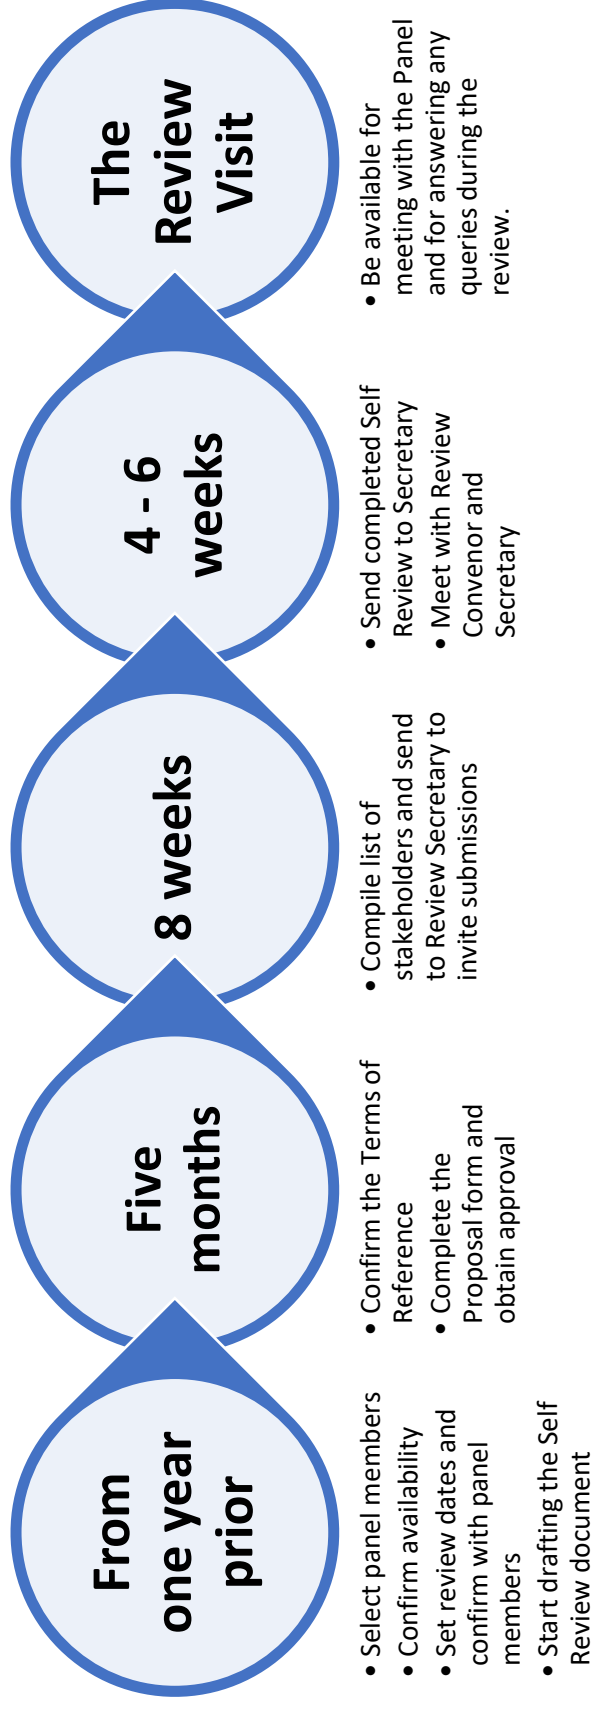 From
one year
prior
• Select panel members
• Confirm availability
• Set review dates and
confirm with panel
members
• Start drafting the Self
Review document
Five
months
• Confirm the Terms of
Reference
• Complete the
Proposal form and
obtain approval
8 weeks
• Compile list of
stakeholders and send
to Review Secretary to
invite submissions
4 - 6
weeks
• Send completed Self
Review to Secretary
• Meet with Review
Convenor and
Secretary
The
Review
Visit
• Be available for
meeting with the Panel
and for answering any
queries during the
review.